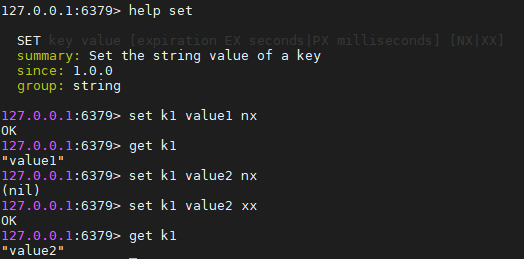 127.0.0.1:6379> help set
SET key value [expiration EX seconds|PX milliseconds] [NX|XX]
summary: Set the string value of a key
since: 1.0.0
group: string
127.0.0.1:6379> set k1 value1 nx
OK
127.0.0.1:6379> get k1
"value1"
127.0.0.1:6379> set k1 value2 nx
(nil)
127.0.0.1:6379> set k1 value2 xx
OK
127.0.0.1:6379> get k1
"value2"